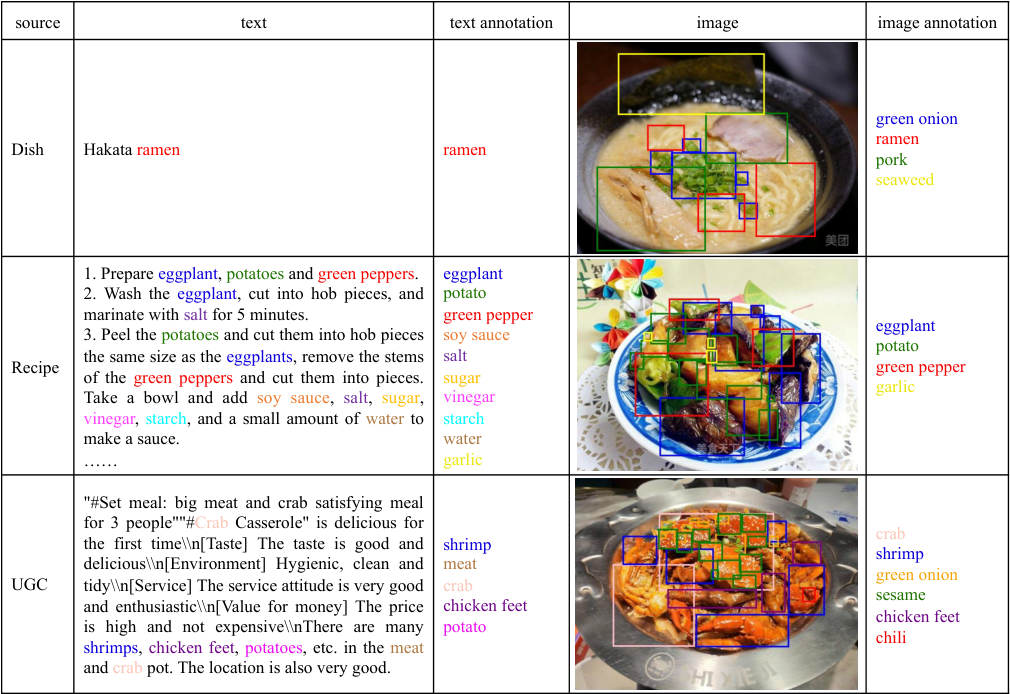 source text text annotation image image annotation
Dish
Hakata ramen
ramen
美团
green onion
ramen
pork
seaweed
Recipe
1. Prepare eggplant, potatoes and green peppers.
2. Wash the eggplant, cut into hob pieces, and
marinate with salt for 5 minutes.
3. Peel the potatoes and cut them into hob pieces
the same size as the eggplants, remove the stems
of the green peppers and cut them into pieces.
Take a bowl and add soy sauce, salt, sugar,
vinegar, starch, and a small amount of water to
make a sauce.
……
eggplant
potato
green pepper
soy sauce
salt
sugar
vinegar
starch
water
garlic
美食天下
eggplant
potato
green pepper
garlic
UGC
"#Set meal: big meat and crab satisfying meal
for 3 people""#Crab Casserole" is delicious for
the first time\\n[Taste] The taste is good and
delicious\\n[Environment] Hygienic, clean and
tidy\\n[Service] The service attitude is very good
and enthusiastic\\n[Value for money] The price
is high and not expensive\\nThere are many
shrimps, chicken feet, potatoes, etc. in the meat
and crab pot. The location is also very good.
shrimp
meat
crab
chicken feet
potato
crab
shrimp
green onion
sesame
chicken feet
chili